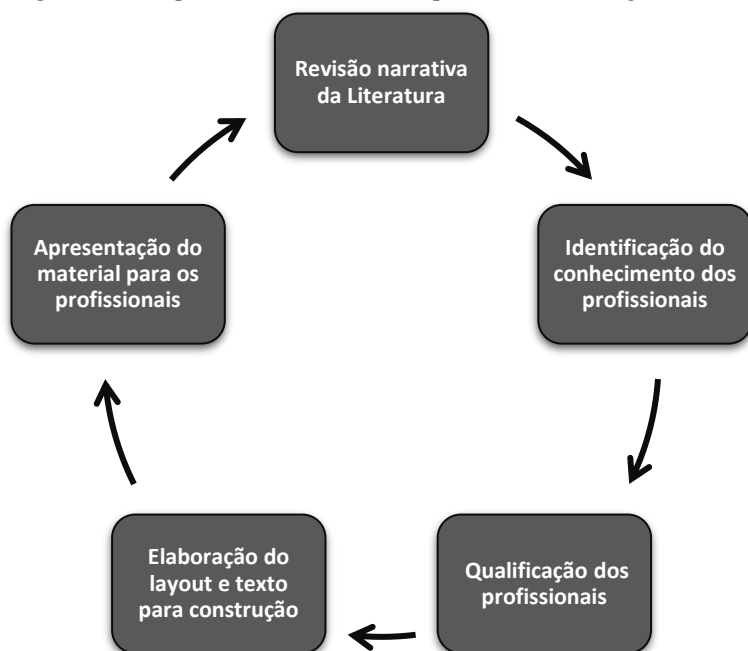 Revisão narrativa
da Literatura
Identificação do
conhecimento dos
profissionais
Qualificação dos
profissionais
Elaboração do
layout e texto
para construção
Apresentação do
material para os
profissionais